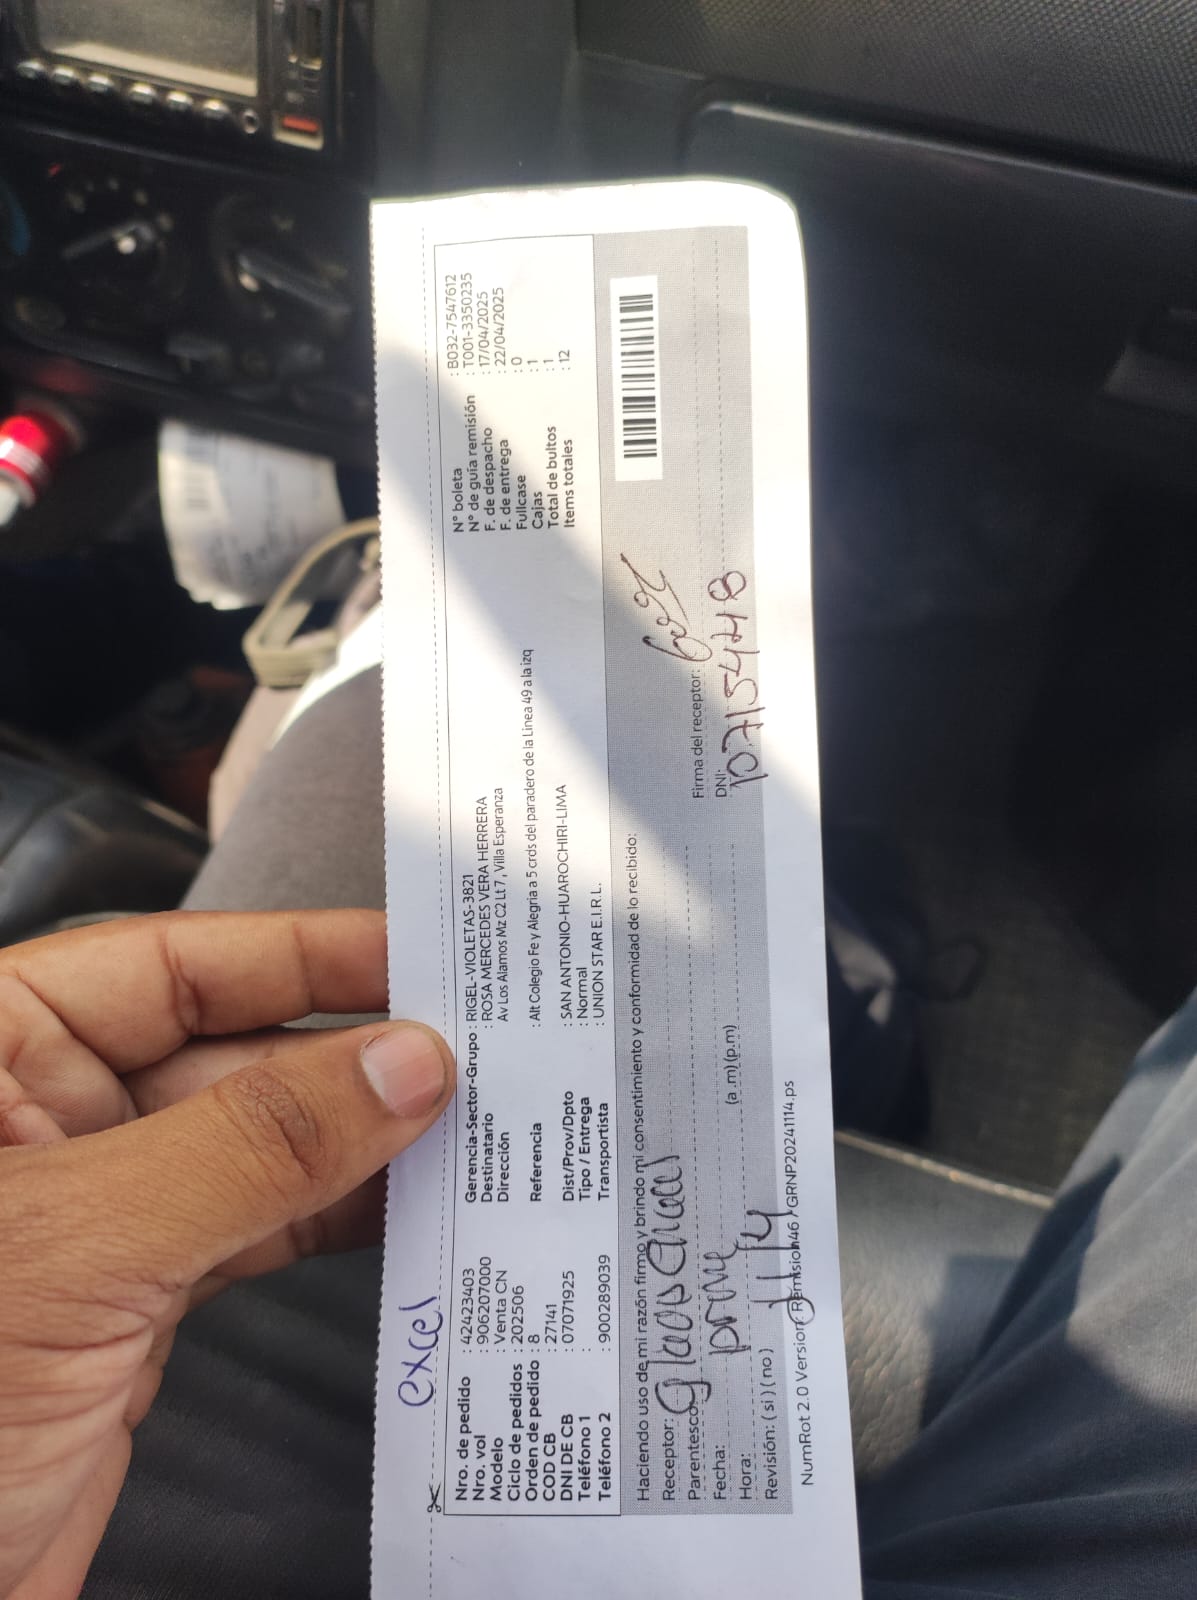 excel
Nro. de pedido : 42423403
Nro. vol : 906207000
Modelo : Venta CN
Ciclo de pedidos : 202506
Orden de pedido : 8
COD CB : 27141
DNI DE CB : 07071925
Teléfono 1 :
Teléfono 2 : 900289039
Gerencia-Sector-Grupo : RIGEL-VIOLETAS-3821
Destinatario : ROSA MERCEDES VERA HERRERA
Dirección Av Los Alamos Mz C2 Lt 7 , Villa Esperanza
Referencia : Alt Colegio Fe y Alegria a 5 crds del paradero de la Linea 49 a la izq
Dist/Prov/Dpto : SAN ANTONIO-HUAROCHIRI-LIMA
Tipo / Entrega : Normal
Transportista : UNION STAR E.I.R.L.
N° boleta : B032-7547612
N° de guía remisión : T001-3350235
F. de despacho : 17/04/2025
F. de entrega : 22/04/2025
Fullcase : 0
Cajas : 1
Total de bultos : 1
Items totales : 12
Haciendo uso de mi razón firmo y brindo mi consentimiento y conformidad de lo recibido:
Receptor:
Parentesco:
Fecha:
Hora: (a .m) (p.m)
Revisión: ( si ) ( no )
Firma del receptor:
DNI:
NumRot 2.0 Version: Remision46 / GRNP20241114.ps